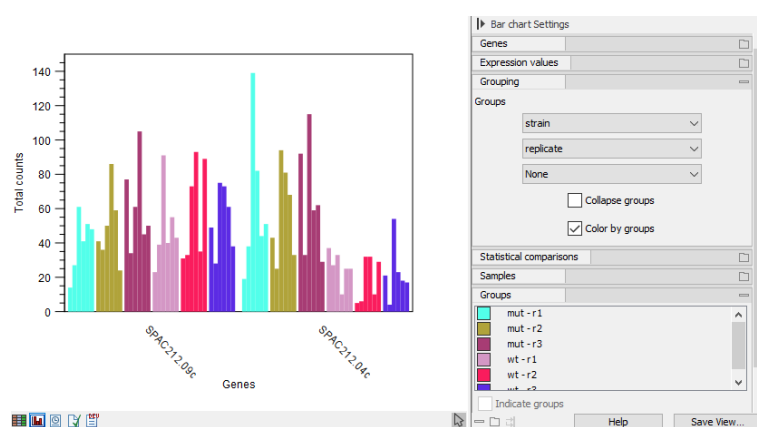 Bar chart Settings
Genes
Expression values
Grouping
Groups
strain
replicate
None
Collapse groups
Color by groups
Statistical comparisons
Samples
Groups
mut - r1
mut - r2
mut - r3
wt - r1
wt - r2
wt - r3
Indicate groups
Help
Save View...
Total counts
140
120
100
80
60
40
20
0
SPAC212.09c
SPAC212.04c
Genes